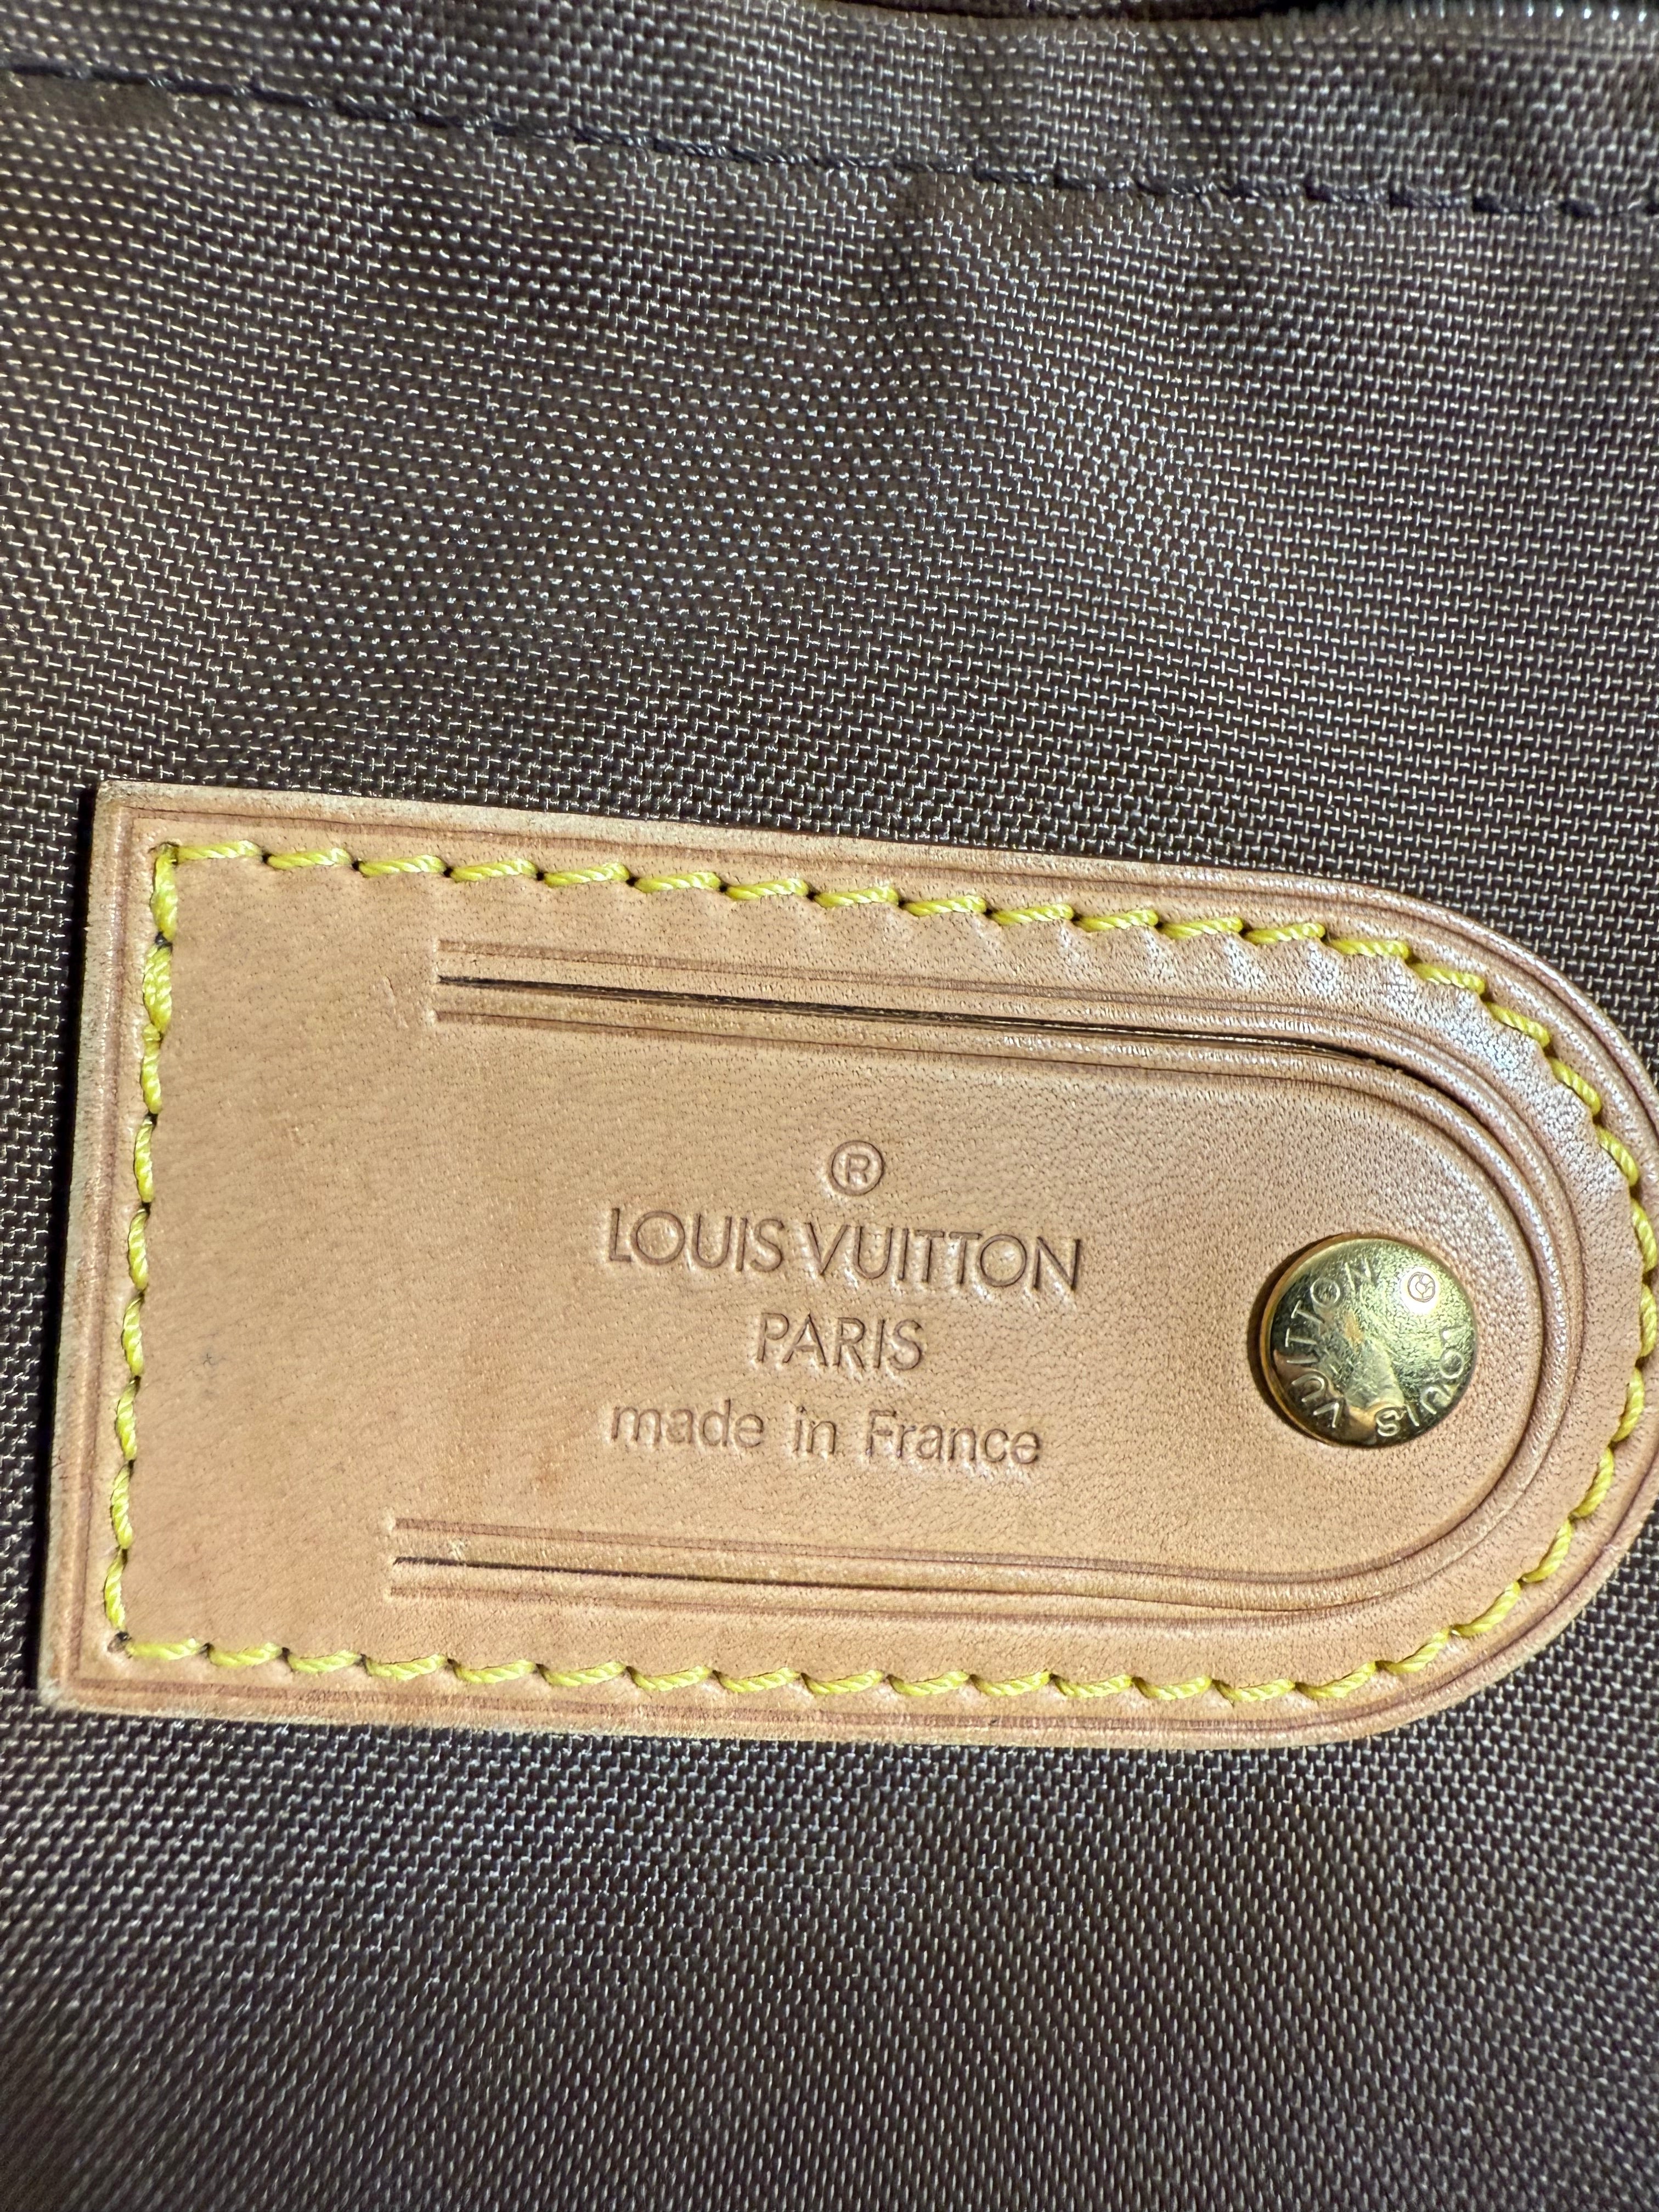 ®
LOUIS VUITTON
PARIS
made in France
LOUIS VUITTON ®